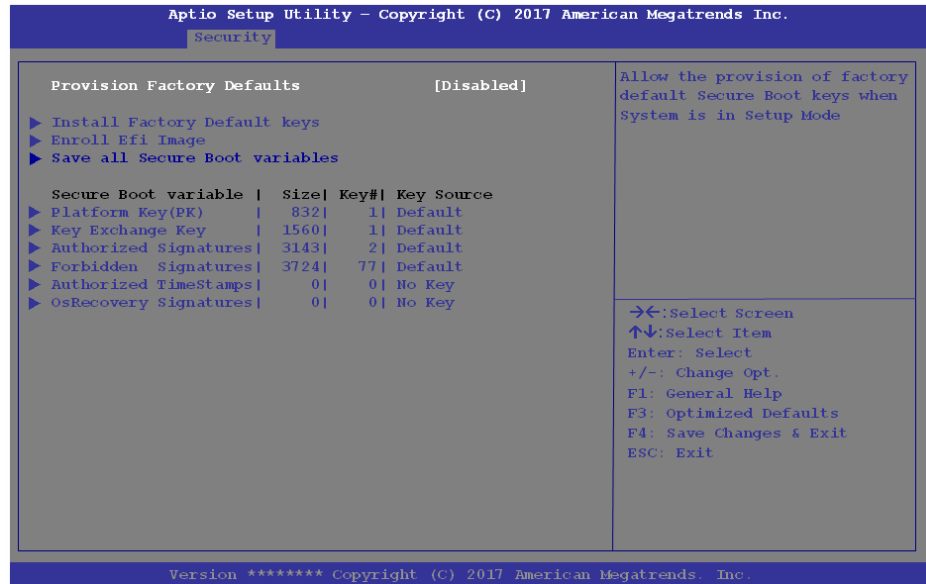 Aptio Setup Utility – Copyright (C) 2017 American Megatrends Inc.
Security
Provision Factory Defaults [Disabled]
▶ Install Factory Default keys
▶ Enroll Efi Image
▶ Save all Secure Boot variables
Secure Boot variable | Size| Key#| Key Source
▶ Platform Key(PK) | 832| 1| Default
▶ Key Exchange Key | 1560| 1| Default
▶ Authorized Signatures| 3143| 2| Default
▶ Forbidden Signatures| 3724| 77| Default
▶ Authorized TimeStamps| 0| 0| No Key
▶ OsRecovery Signatures| 0| 0| No Key
Allow the provision of factory
default Secure Boot keys when
System is in Setup Mode
→←:Select Screen
↑↓:Select Item
Enter: Select
+/-: Change Opt.
F1: General Help
F3: Optimized Defaults
F4: Save Changes & Exit
ESC: Exit
Version ******** Copyright (C) 2017 American Megatrends. Inc.